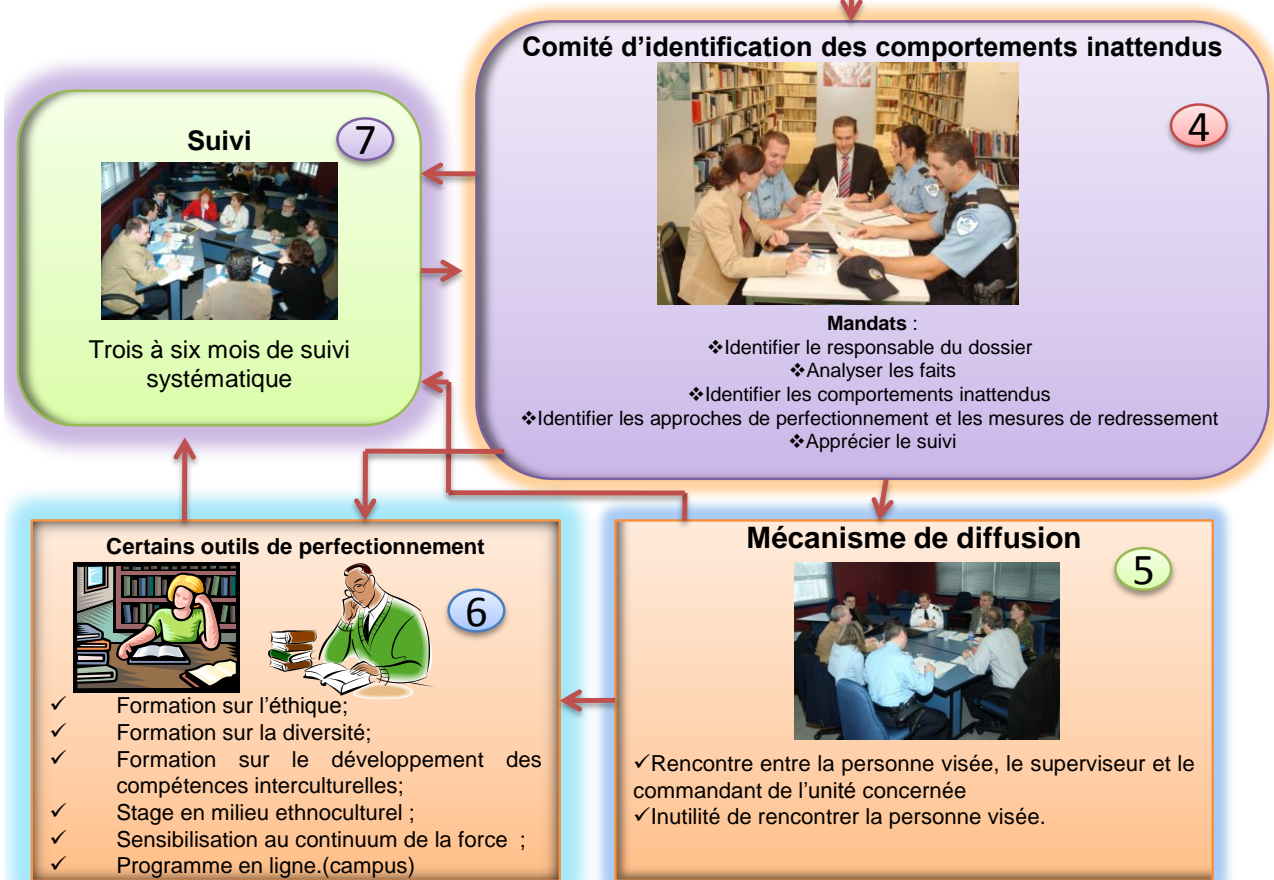 Comité d’identification des comportements inattendus
4
Mandats :
❖Identifier le responsable du dossier
❖Analyser les faits
❖Identifier les comportements inattendus
❖Identifier les approches de perfectionnement et les mesures de redressement
❖Apprécier le suivi
Suivi
7
Trois à six mois de suivi
systématique
Mécanisme de diffusion
5
✓Rencontre entre la personne visée, le superviseur et le
commandant de l’unité concernée
✓Inutilité de rencontrer la personne visée.
Certains outils de perfectionnement
6
✓ Formation sur l’éthique;
✓ Formation sur la diversité;
✓ Formation sur le développement des
compétences interculturelles;
✓ Stage en milieu ethnoculturel ;
✓ Sensibilisation au continuum de la force ;
✓ Programme en ligne.(campus)